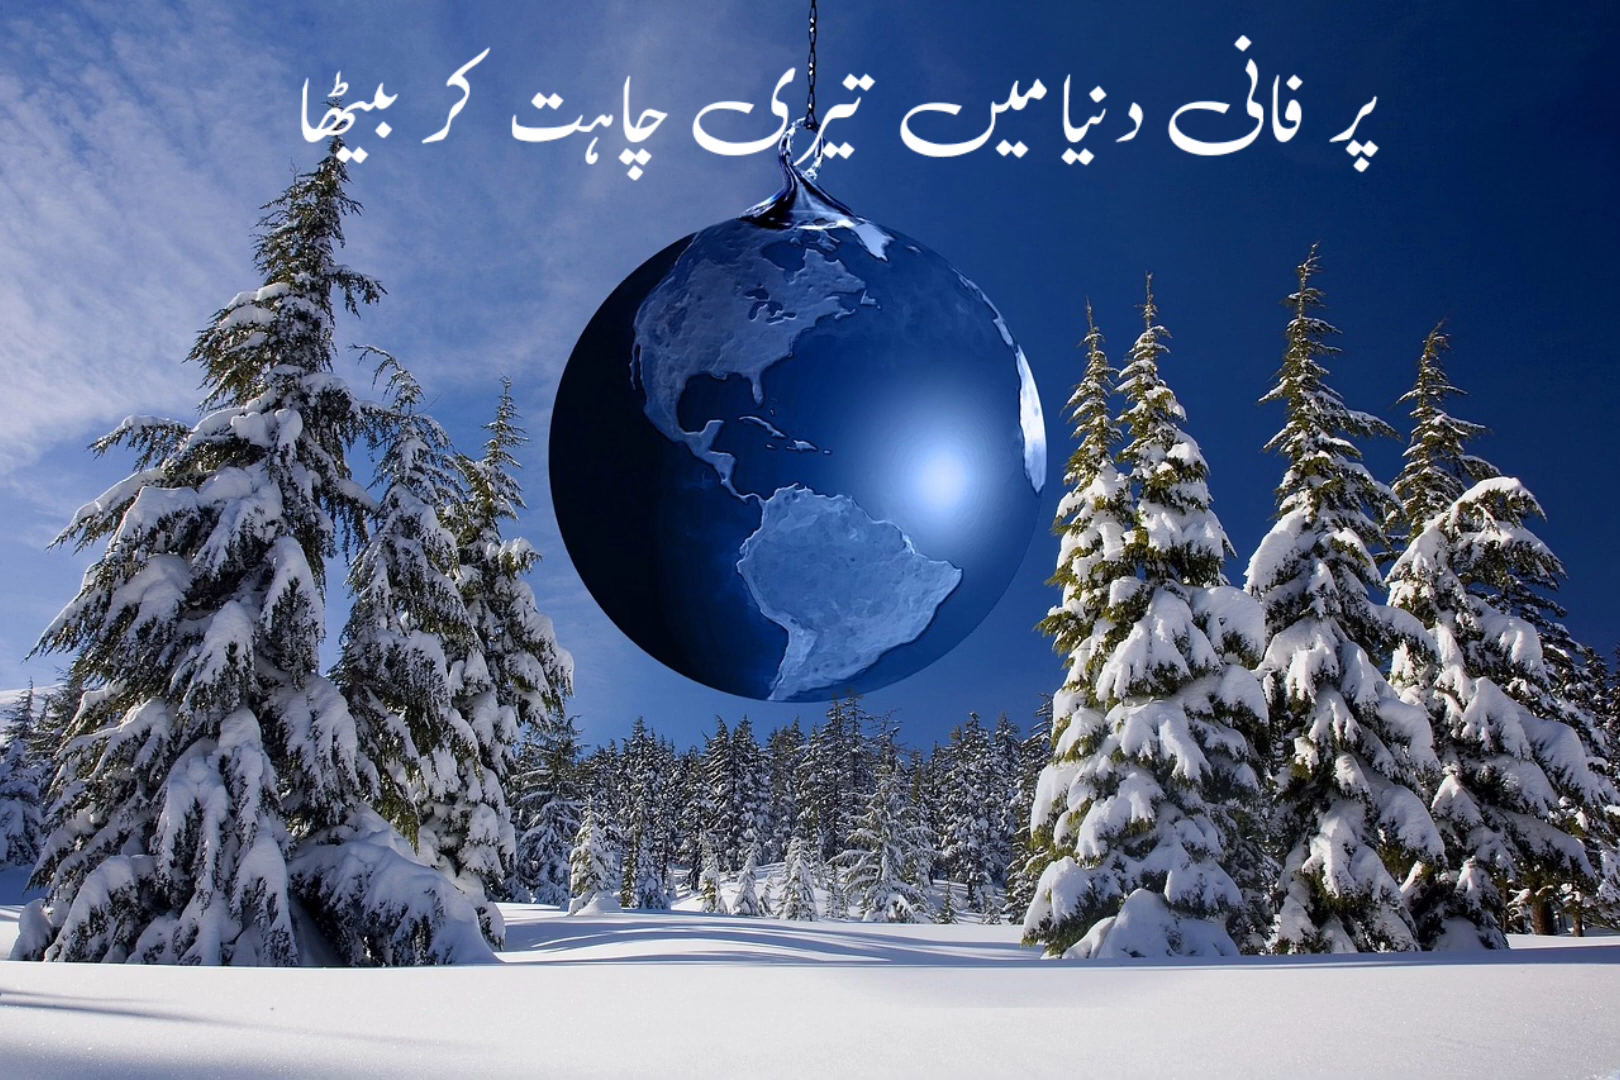 پر فانی دنیا میں تیری چاہت کر بیٹھا